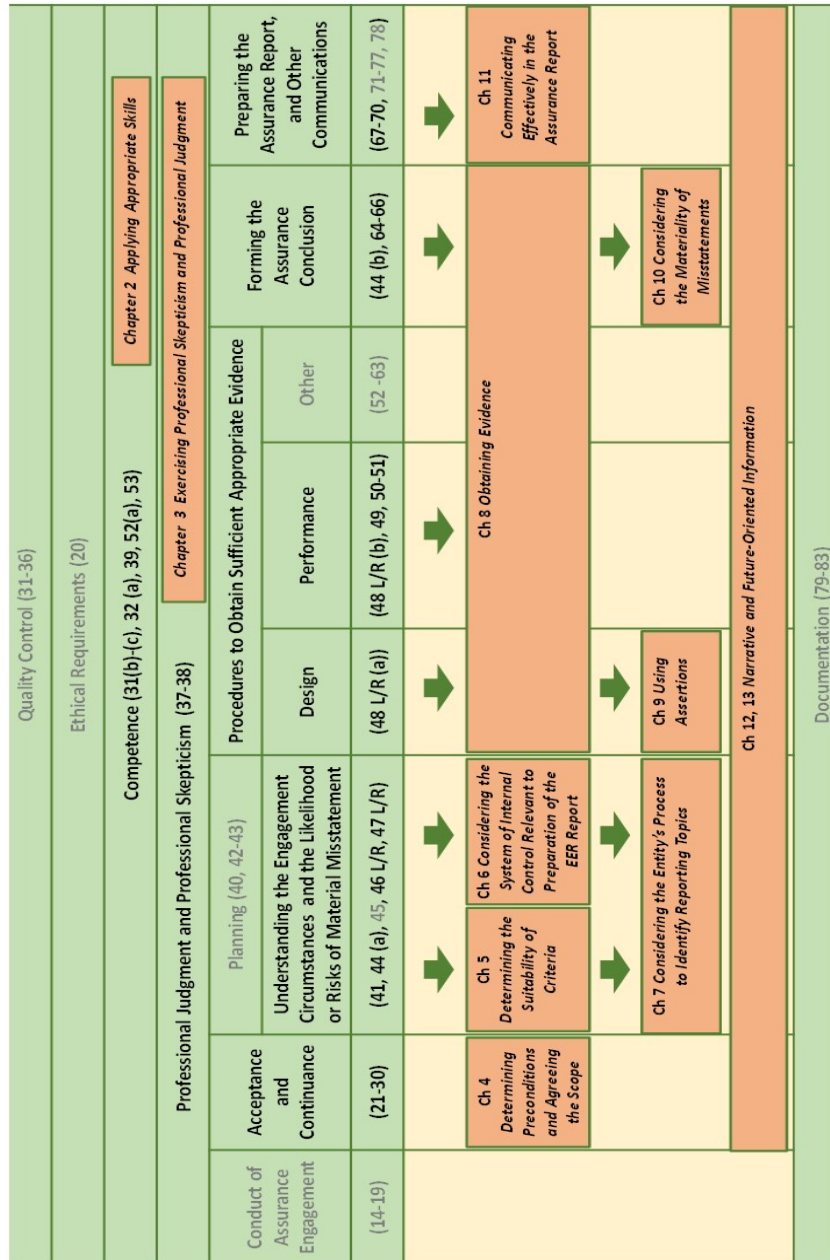 Quality Control (31-36)
Ethical Requirements (20)
Competence (31(b)-(c), 32 (a), 39, 52(a), 53)
Chapter 2 Applying Appropriate Skills
Professional Judgment and Professional Skepticism (37-38)
Chapter 3 Exercising Professional Skepticism and Professional Judgment
Conduct of
Assurance
Engagement
(14-19)
Acceptance
and
Continuance
(21-30)
Planning (40, 42-43)
Understanding the Engagement
Circumstances and the Likelihood
or Risks of Material Misstatement
(41, 44 (a), 45, 46 L/R, 47 L/R)
Procedures to Obtain Sufficient Appropriate Evidence
Design
(48 L/R (a))
Performance
(48 L/R (b), 49, 50-51)
Other
(52 -63)
Forming the
Assurance
Conclusion
(44 (b), 64-66)
Preparing the
Assurance Report,
and Other
Communications
(67-70, 71-77, 78)
Ch 4
Determining
Preconditions
and Agreeing
the Scope
Ch 5
Determining the
Suitability of
Criteria
Ch 6 Considering the
System of Internal
Control Relevant to
Preparation of the
EER Report
Ch 8 Obtaining Evidence
Ch 11
Communicating
Effectively in the
Assurance Report
Ch 7 Considering the Entity's Process
to Identify Reporting Topics
Ch 9 Using
Assertions
Ch 10 Considering
the Materiality of
Misstatements
Ch 12, 13 Narrative and Future-Oriented Information
Documentation (79-83)